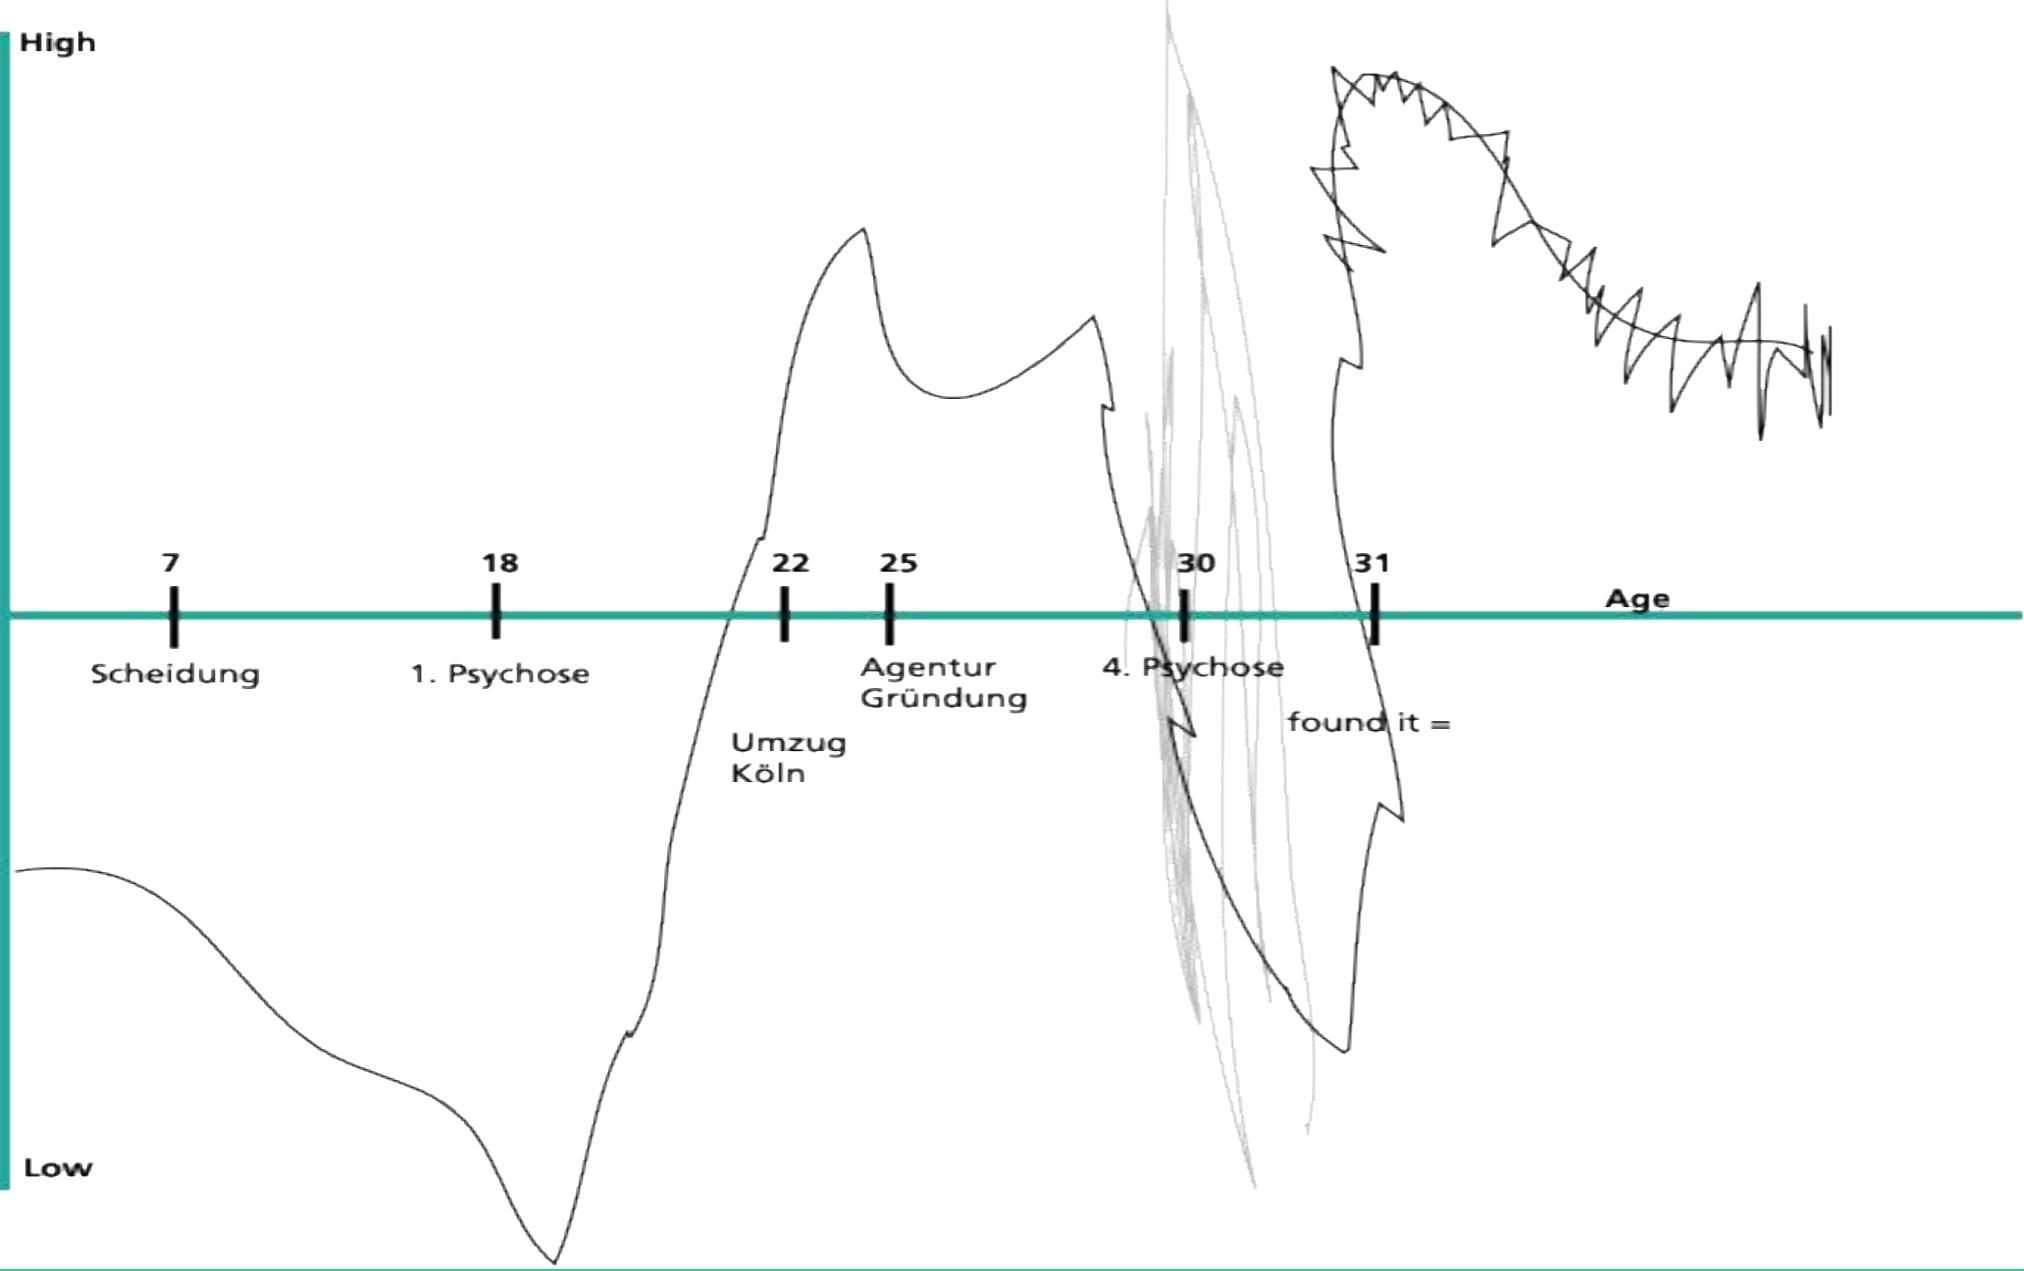 High
7
18
22
25
30
31
Age
Scheidung
1. Psychose
Agentur
Gründung
4. Psychose
Umzug
Köln
found it =
Low